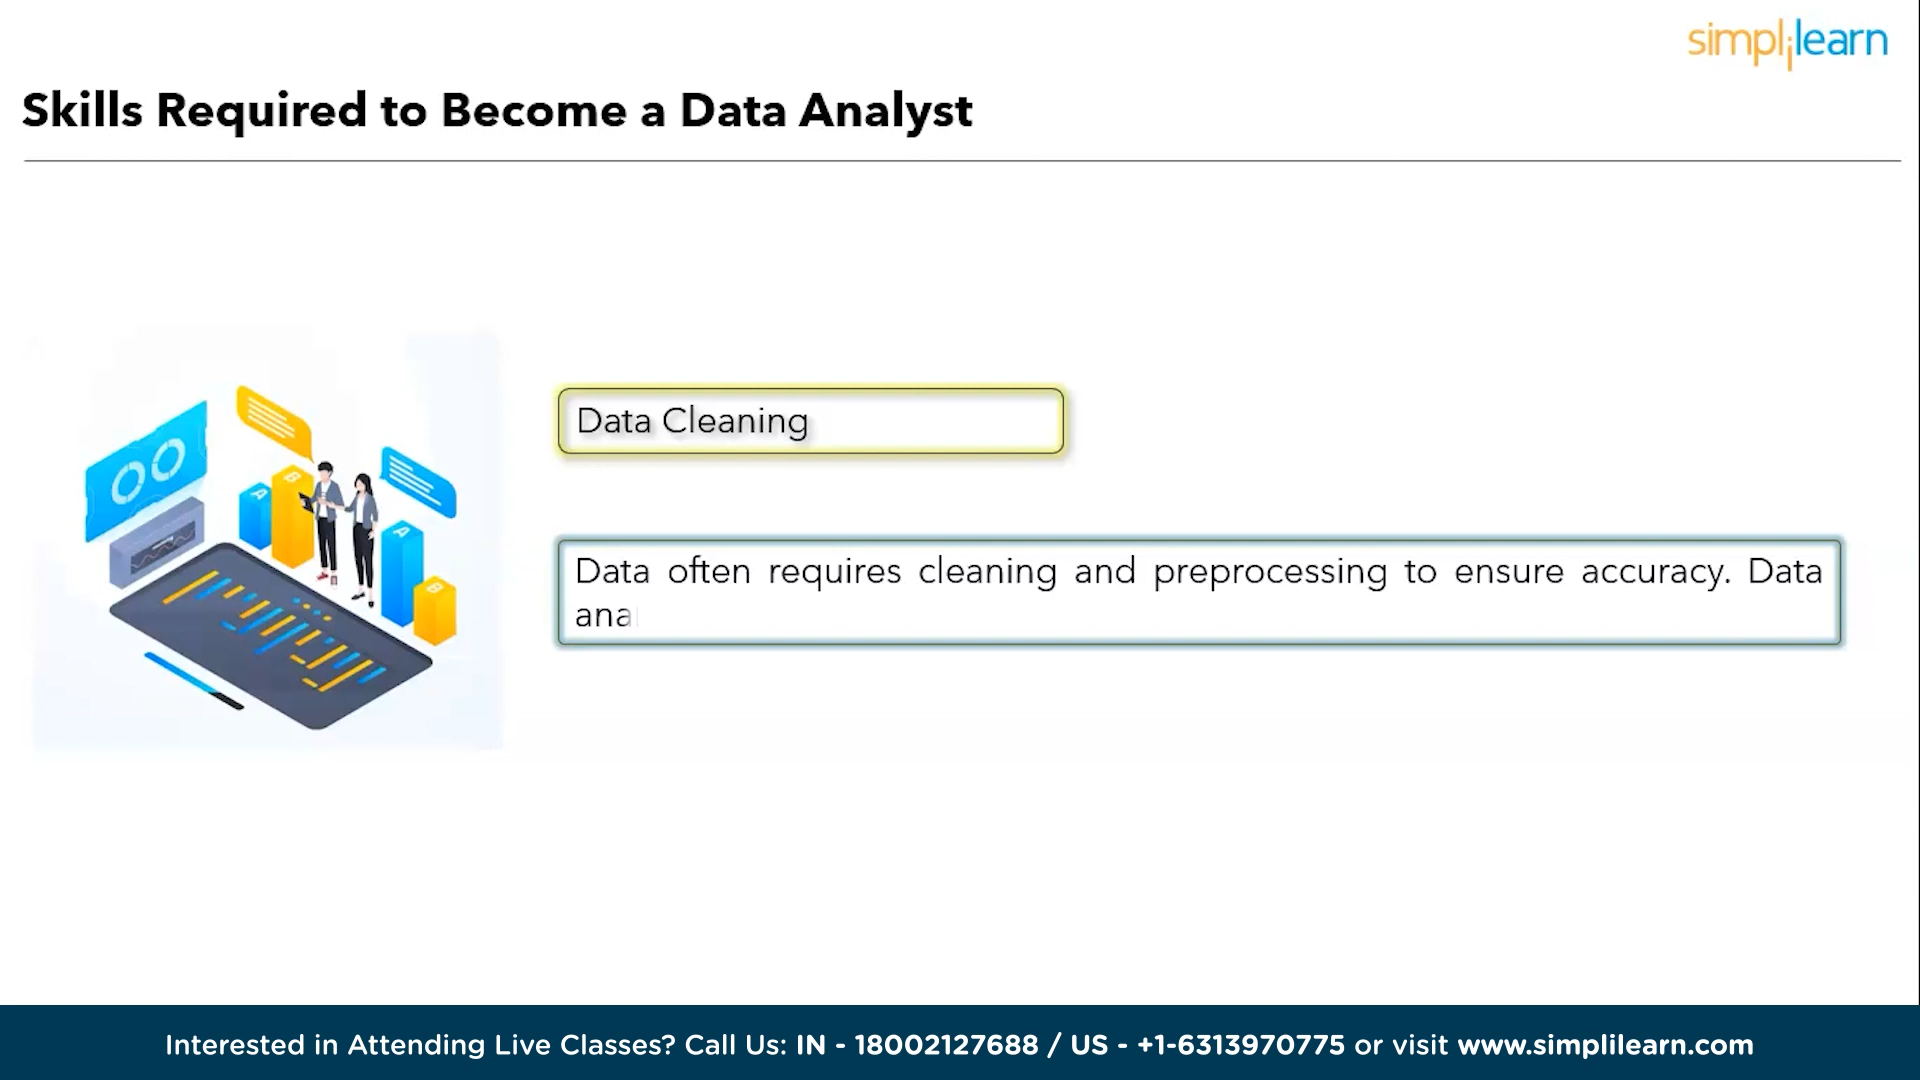 simplilearn
Skills Required to Become a Data Analyst
Data Cleaning
Data often requires cleaning and preprocessing to ensure accuracy. Data
ana
A
B
A
B
Interested in Attending Live Classes? Call Us: IN - 18002127688 / US - +1-6313970775 or visit www.simplilearn.com